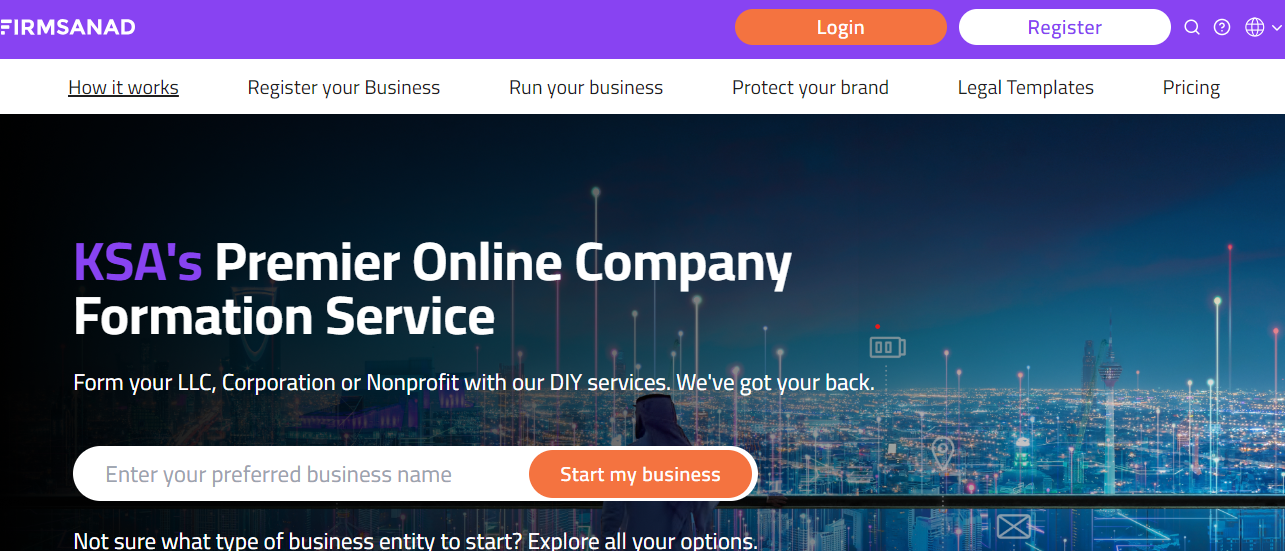 FIRMSANAD
Login
Register
How it works
Register your Business
Run your business
Protect your brand
Legal Templates
Pricing
KSA's Premier Online Company
Formation Service
Form your LLC, Corporation or Nonprofit with our DIY services. We've got your back.
Enter your preferred business name
Start my business
Not sure what type of business entity to start? Explore all your options.